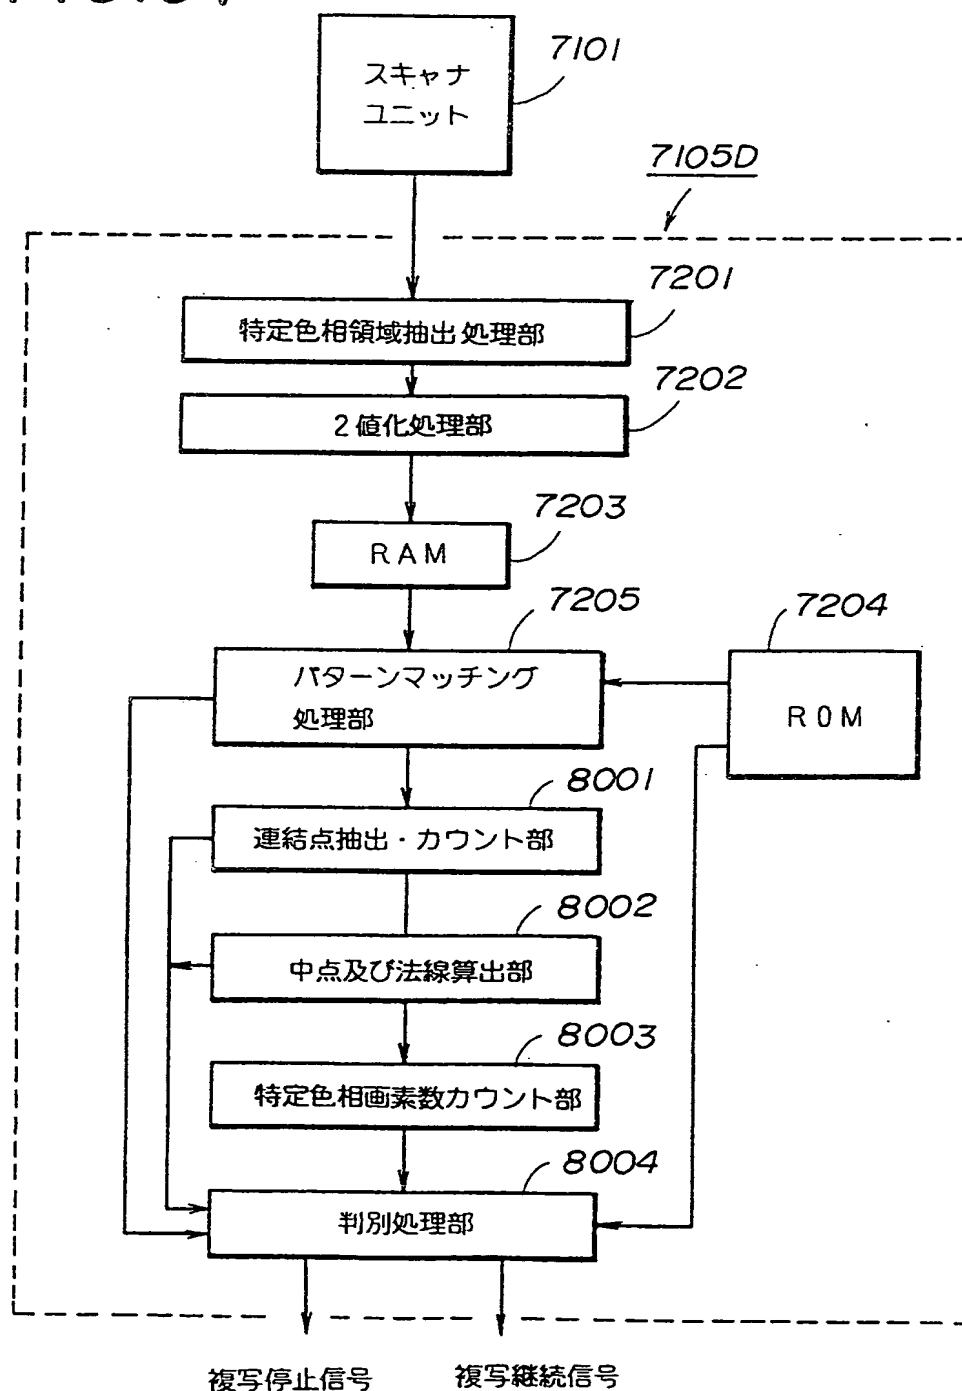 スキャナ
ユニット
7101
7105D
7201
特定色相領域抽出処理部
7202
2値化処理部
7203
RAM
7205
7204
パターンマッチング
処理部
ROM
8001
連結点抽出・カウント部
8002
中点及び法線算出部
8003
特定色相画素数カウント部
8004
判別処理部
複写停止信号
複写継続信号